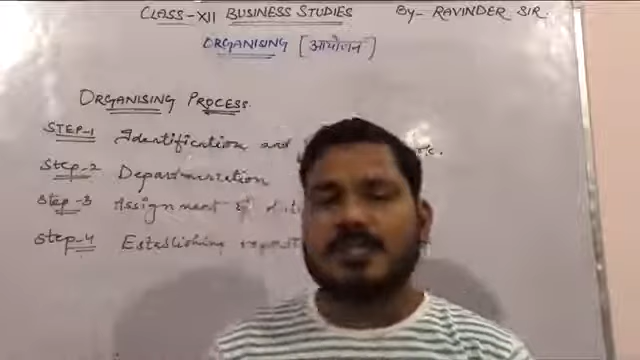 CLASS-XII BUSINESS STUDIES By- RAVINDER SIR.
ORGANISING [आयोजन]
ORGANISING PROCESS.
STEP-1 Identification and
Step-2 Departmentation
Step-3 Assignment of
Step-4 Establishing